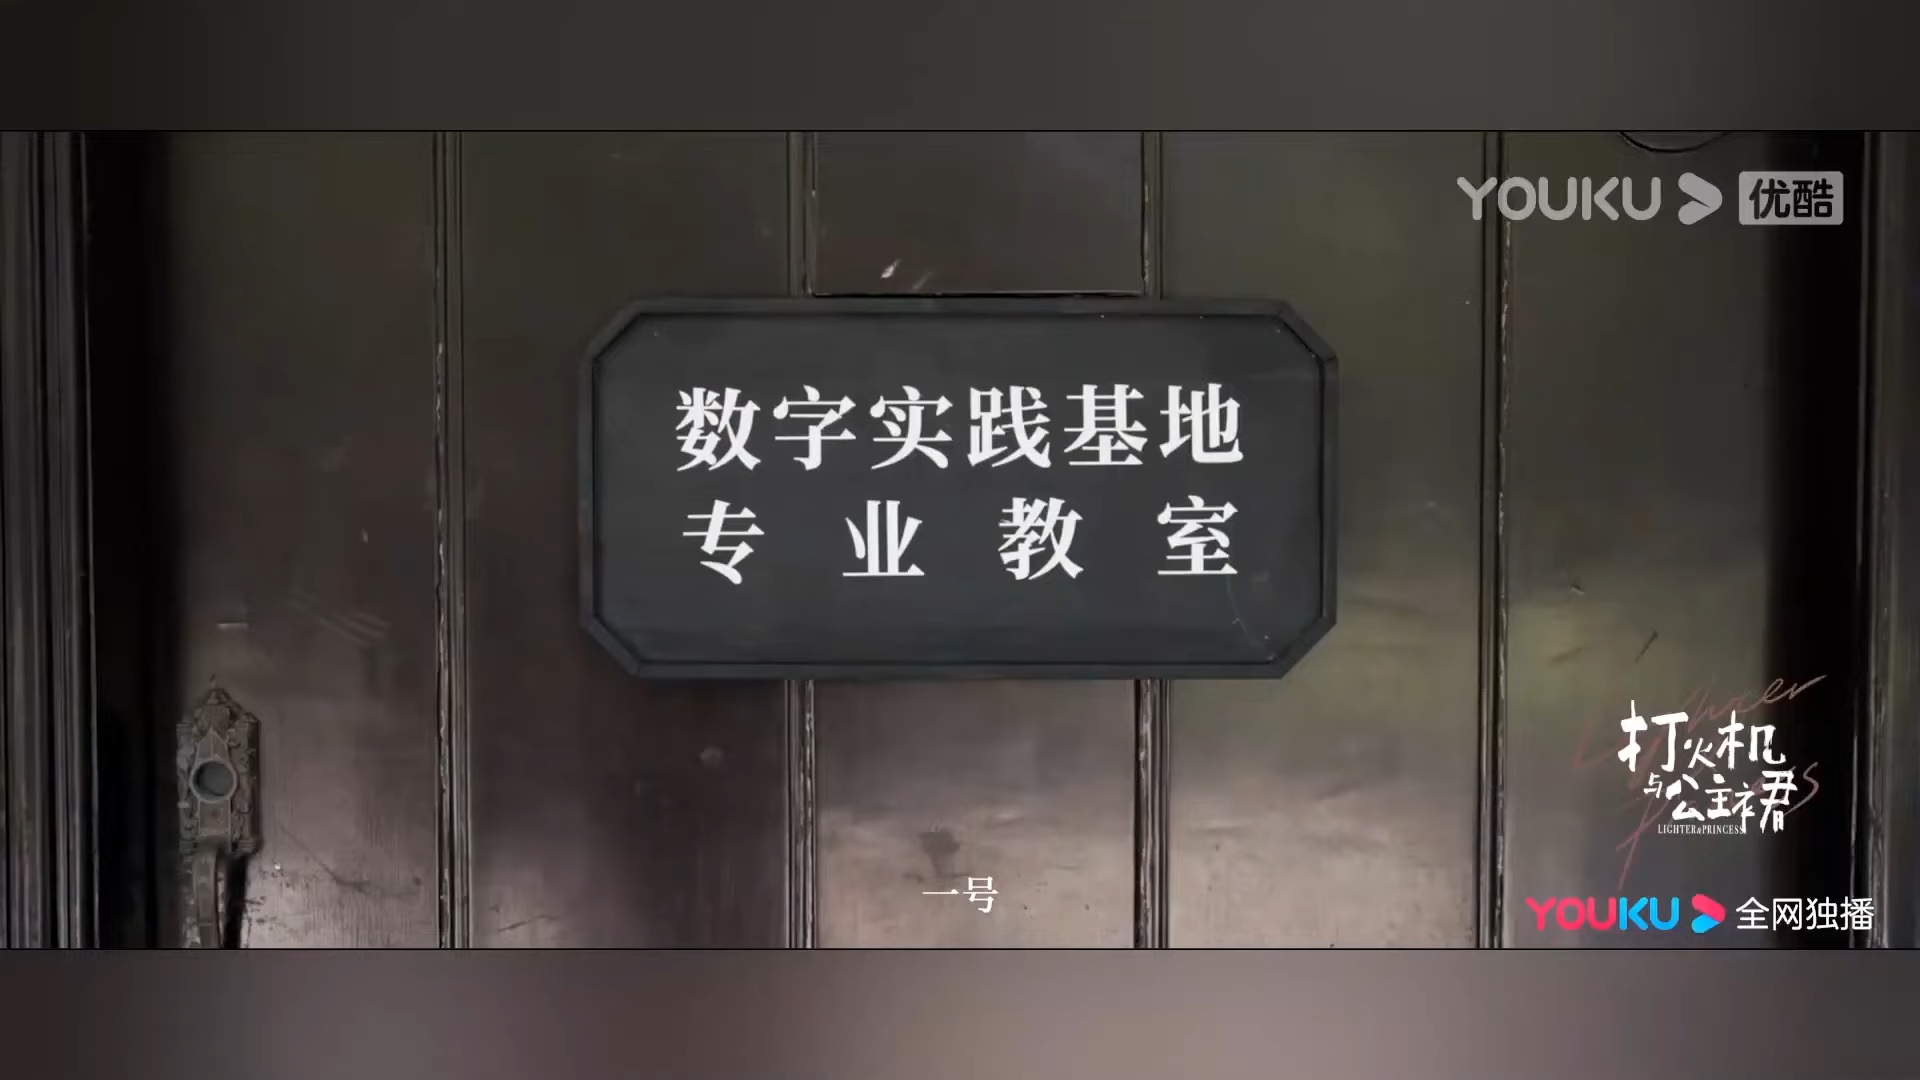 YOUKU 优酷
数字实践基地
专业教室
打火机
与公主裙
LIGHTER&PRINCESS
一号
YOUKU 全网独播